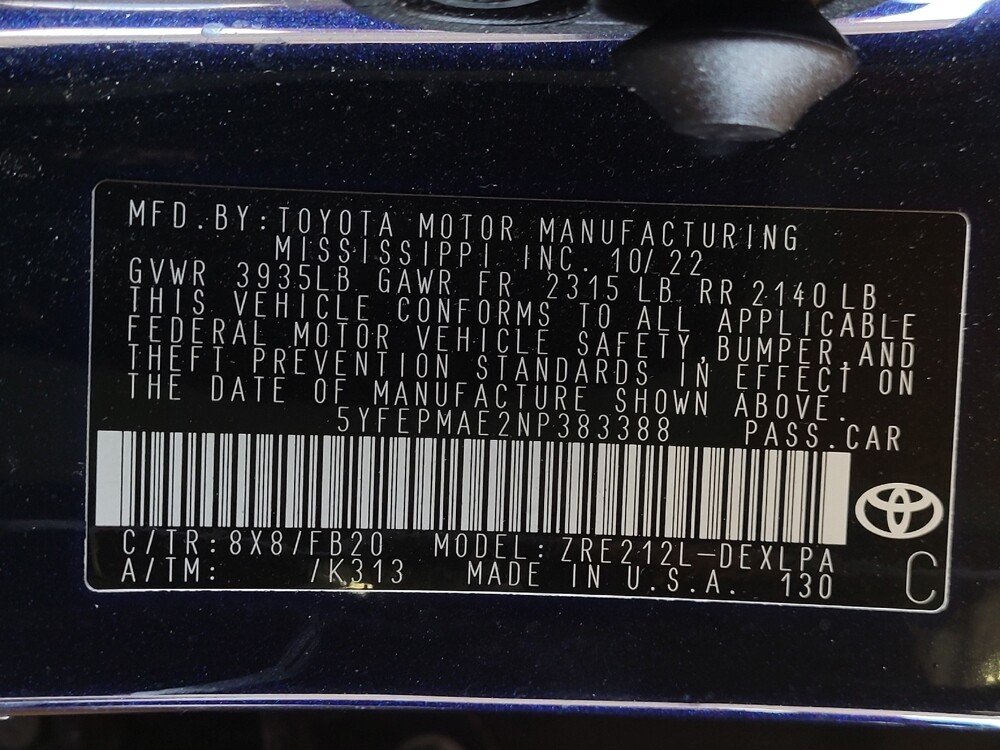 MFD.BY:TOYOTA MOTOR MANUFACTURING
MISSISSIPPI INC. 10/22
GVWR 3935LB GAWR FR 2315 LB RR 2140 LB
THIS VEHICLE CONFORMS TO ALL APPLICABLE
FEDERAL MOTOR VEHICLE SAFETY,BUMPER,AND
THEFT PREVENTION STANDARDS IN EFFECT ON
THE DATE OF MANUFACTURE SHOWN ABOVE.
5YFEPMAE2NP383388 PASS.CAR
C/TR:8X8/FB20 MODEL:ZRE212L-DEXLPA
A/TM: /K313 MADE IN U.S.A. 130
C